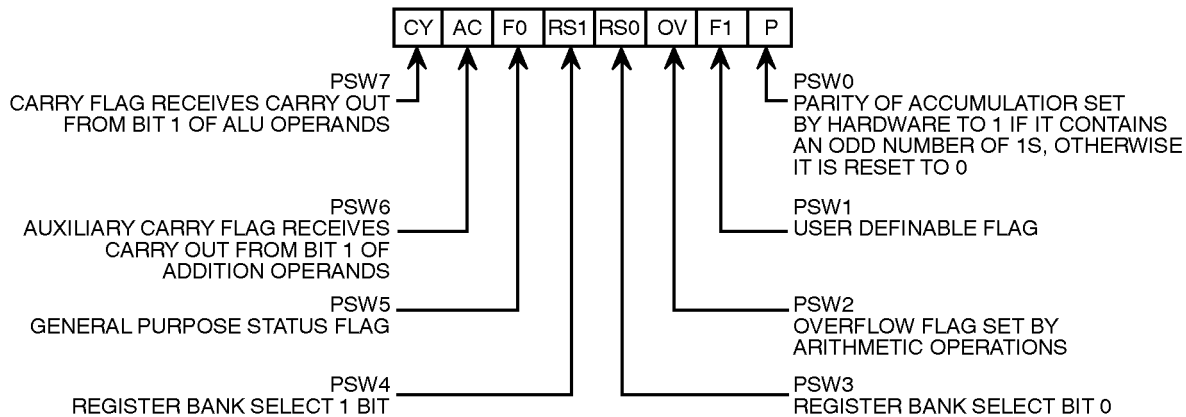 CY AC F0 RS1 RS0 OV F1 P
PSW7
CARRY FLAG RECEIVES CARRY OUT
FROM BIT 1 OF ALU OPERANDS
PSW6
AUXILIARY CARRY FLAG RECEIVES
CARRY OUT FROM BIT 1 OF
ADDITION OPERANDS
PSW5
GENERAL PURPOSE STATUS FLAG
PSW4
REGISTER BANK SELECT 1 BIT
PSW0
PARITY OF ACCUMULATIOR SET
BY HARDWARE TO 1 IF IT CONTAINS
AN ODD NUMBER OF 1S, OTHERWISE
IT IS RESET TO 0
PSW1
USER DEFINABLE FLAG
PSW2
OVERFLOW FLAG SET BY
ARITHMETIC OPERATIONS
PSW3
REGISTER BANK SELECT BIT 0